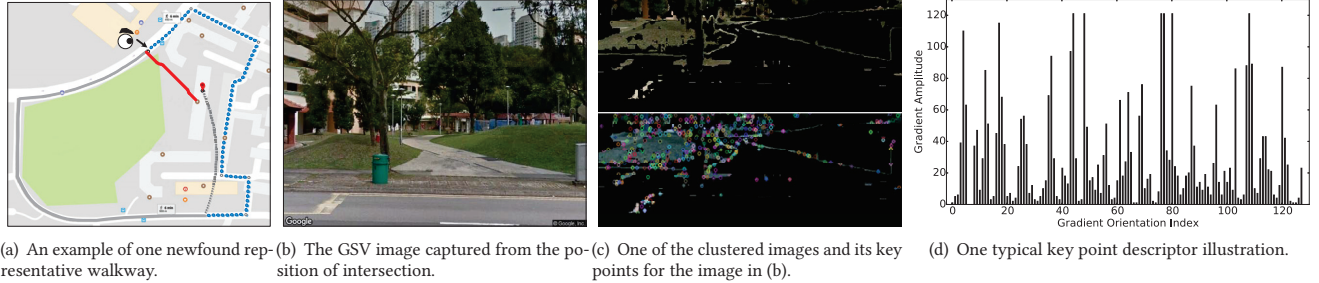 Google
© Google, Inc
120
100
80
60
40
20
0
Gradient Amplitude
0 20 40 60 80 100 120
Gradient Orientation Index
(a) An example of one newfound rep-
resentative walkway.
(b) The GSV image captured from the po-
sition of intersection.
(c) One of the clustered images and its key
points for the image in (b).
(d) One typical key point descriptor illustration.